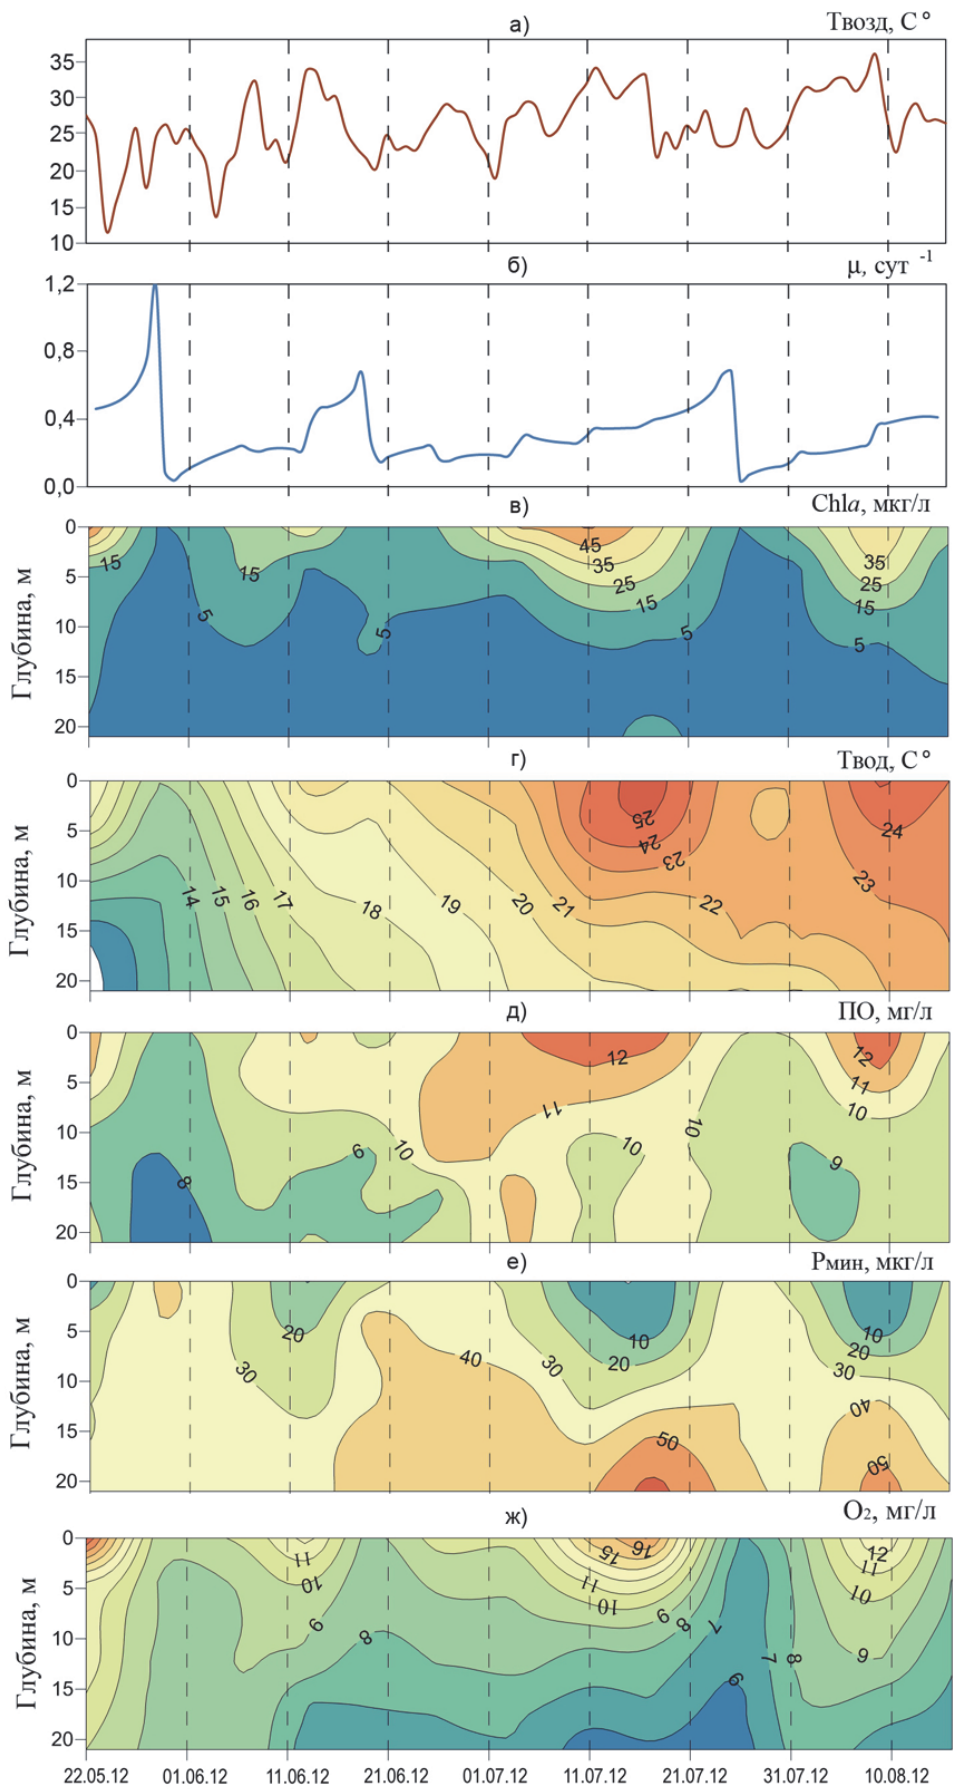 а) Твозд, С°
35
30
25
20
15
10
б) μ, сут -1
1,2
0,8
0,4
0,0
в) Chla, мкг/л
Глубина, м
0
5
10
15
20
15 15 5 5 45 35 25 15 5 35 25 15 5
г) Твод, С°
Глубина, м
0
5
10
15
20
14 15 16 17 18 19 20 21 22 23 24 25 23 24
д) ПО, мг/л
Глубина, м
0
5
10
15
20
8 9 10 11 12 10 10 9 12 11 10
е) Рмин, мкг/л
Глубина, м
0
5
10
15
20
30 20 40 30 20 10 50 10 20 30 40 50
ж) О2, мг/л
Глубина, м
0
5
10
15
20
11 10 9 8 15 16 11 10 9 8 7 6 7 8 12 11 10 9
22.05.12 01.06.12 11.06.12 21.06.12 01.07.12 11.07.12 21.07.12 31.07.12 10.08.12